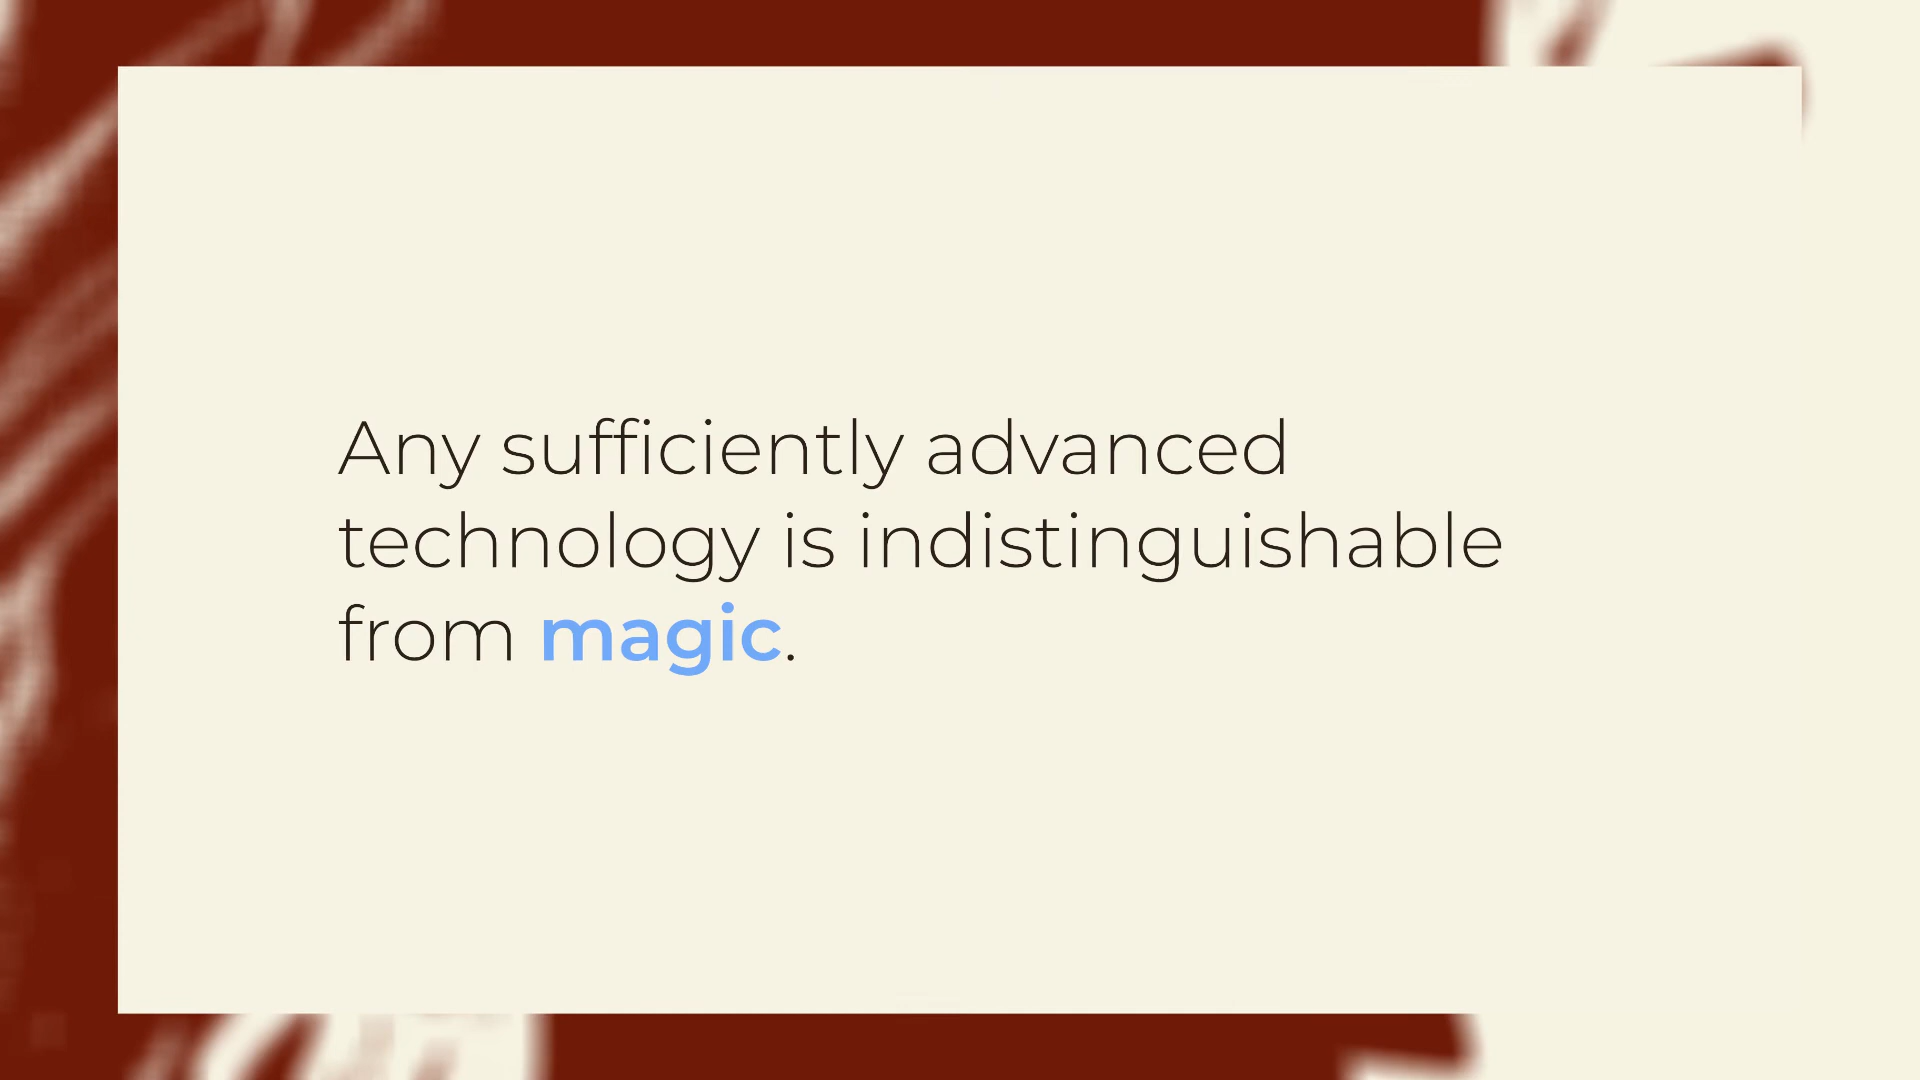 Any sufficiently advanced
technology is indistinguishable
from magic.